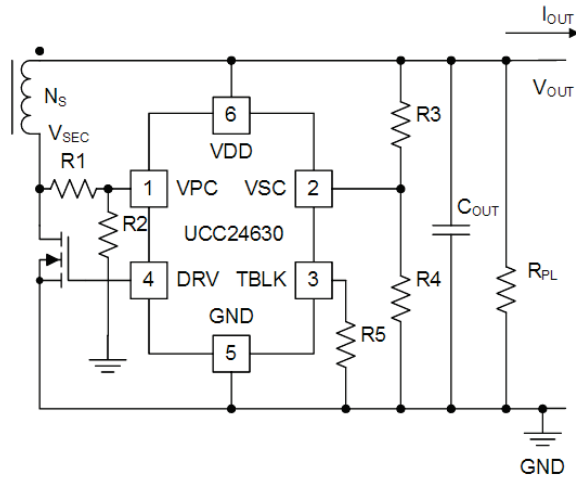 I_OUT
V_OUT
N_S
V_SEC
R1
R2
R3
R4
R5
6
VDD
1
VPC
VSC
2
UCC24630
4
DRV
TBLK
3
GND
5
C_OUT
R_PL
GND